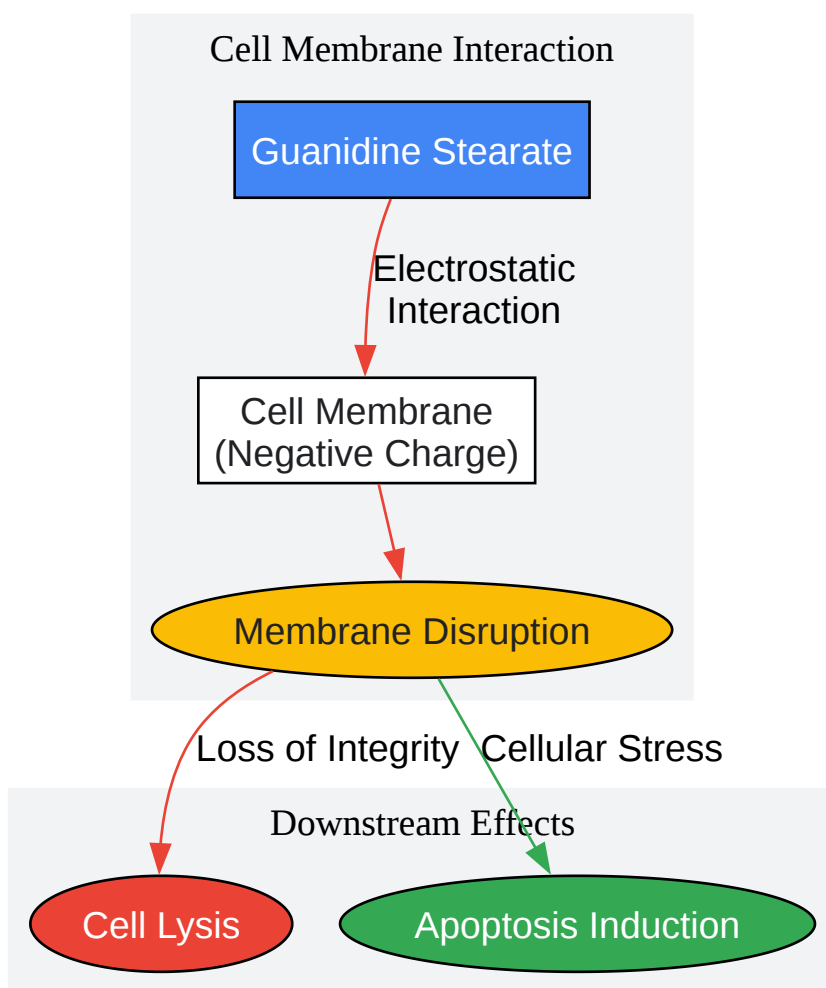 Cell Membrane Interaction
Guanidine Stearate
Electrostatic
Interaction
Cell Membrane
(Negative Charge)
Membrane Disruption
Loss of Integrity
Cellular Stress
Downstream Effects
Cell Lysis
Apoptosis Induction